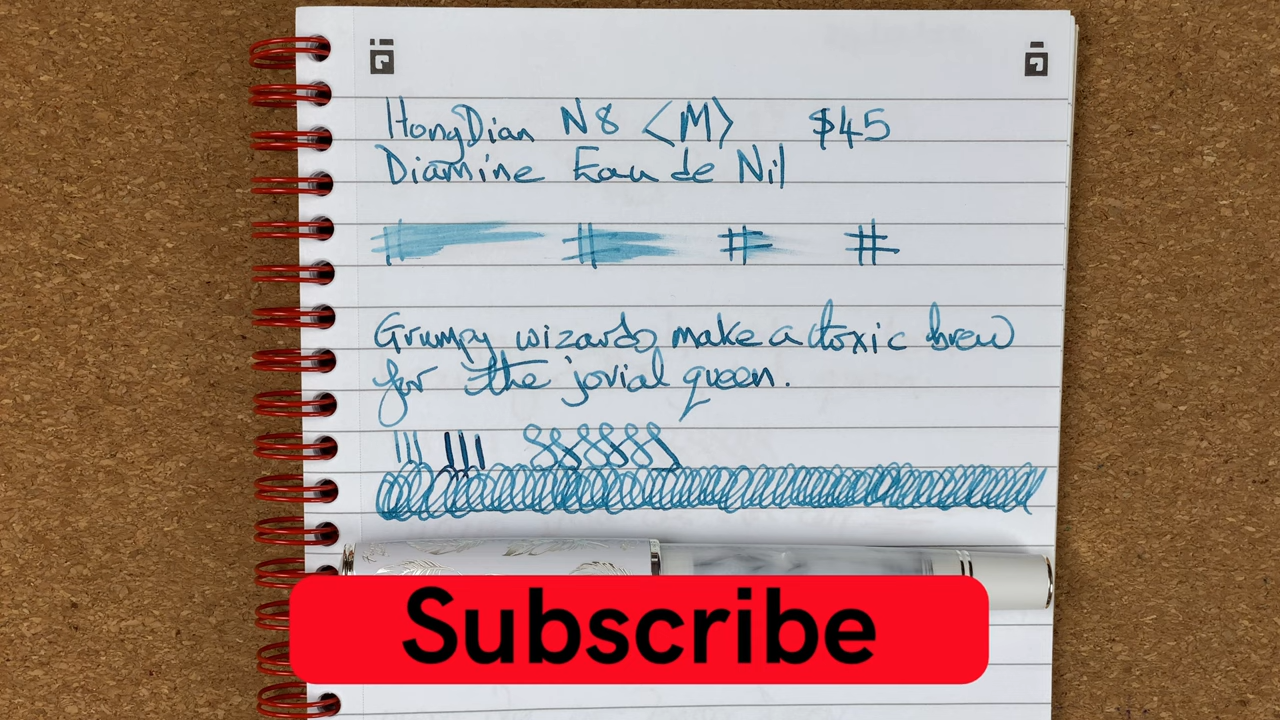 HongDian N8 <M> $45
Diamine Eau de Nil
Grumpy wizards make a toxic brew
for the jovial queen.
Subscribe